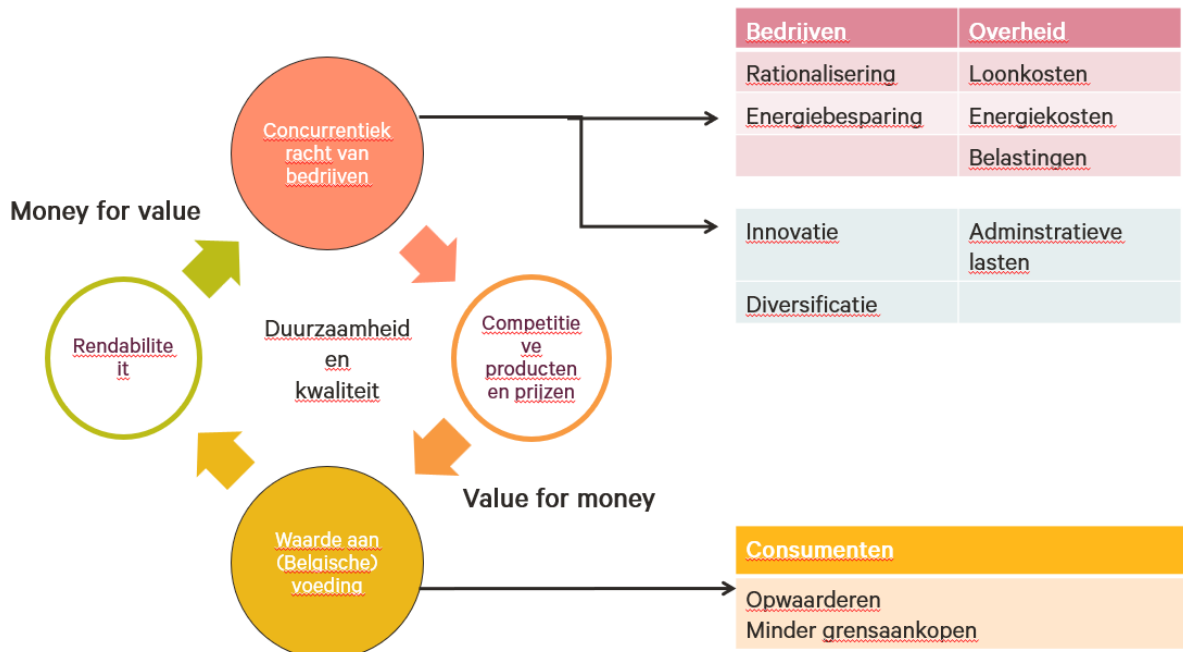 Bedrijven Overheid
Rationalisering Loonkosten
Energiebesparing Energiekosten
Belastingen
Innovatie Adminstratieve
lasten
Diversificatie
Concurrentiek
racht van
bedrijven
Money for value
Duurzaamheid
en
kwaliteit
Rendabilite
it
Competitie
ve
producten
en prijzen
Value for money
Waarde aan
(Belgische)
voeding
Consumenten
Opwaarderen
Minder grensaankopen